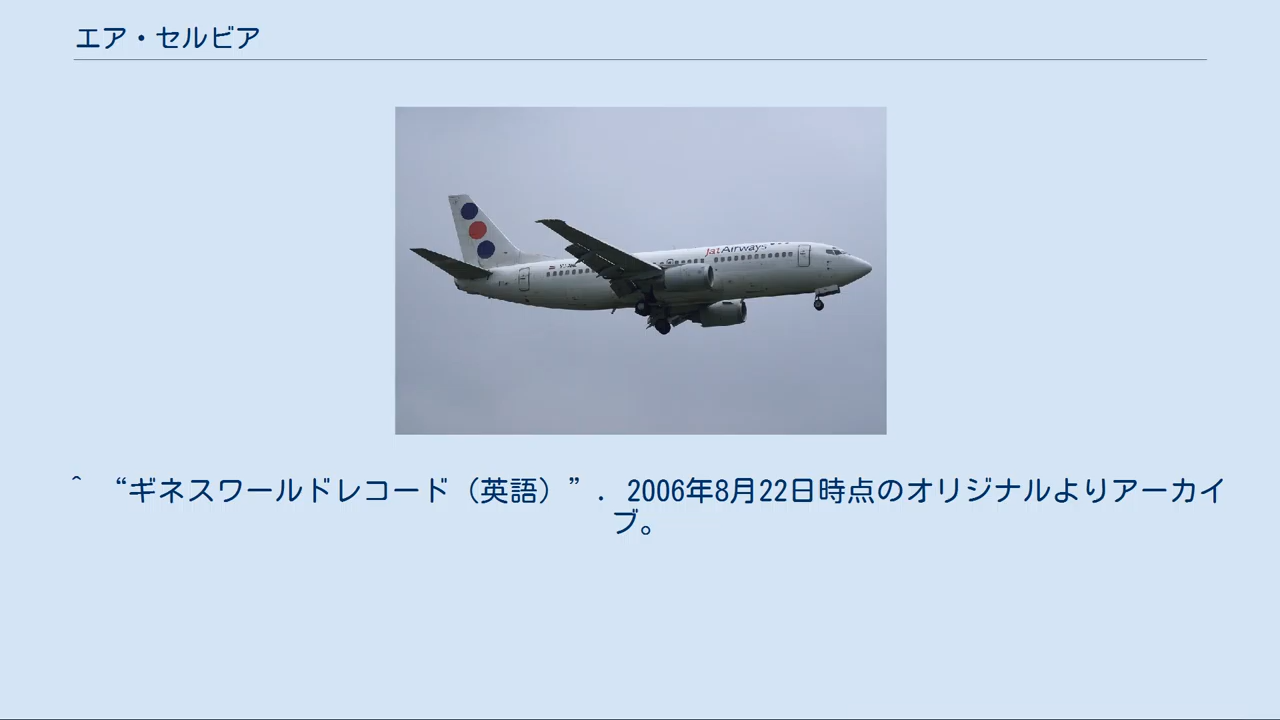 エア・セルビア
Jat Airways
^ “ギネスワールドレコード（英語）”. 2006年8月22日時点のオリジナルよりアーカイ
ブ。